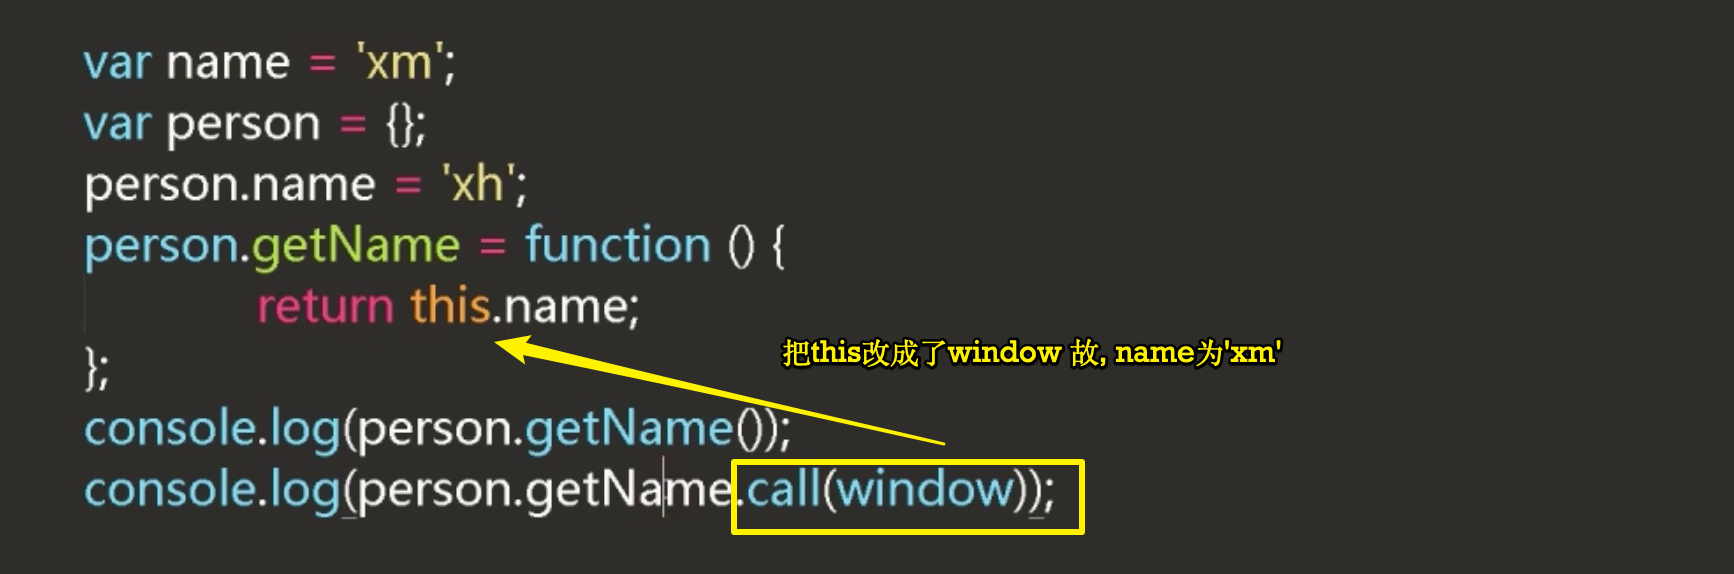 var name = 'xm';
var person = {};
person.name = 'xh';
person.getName = function () {
return this.name;
把this改成了window 故, name为'xm'
};
console.log(person.getName());
console.log(person.getName.call(window));